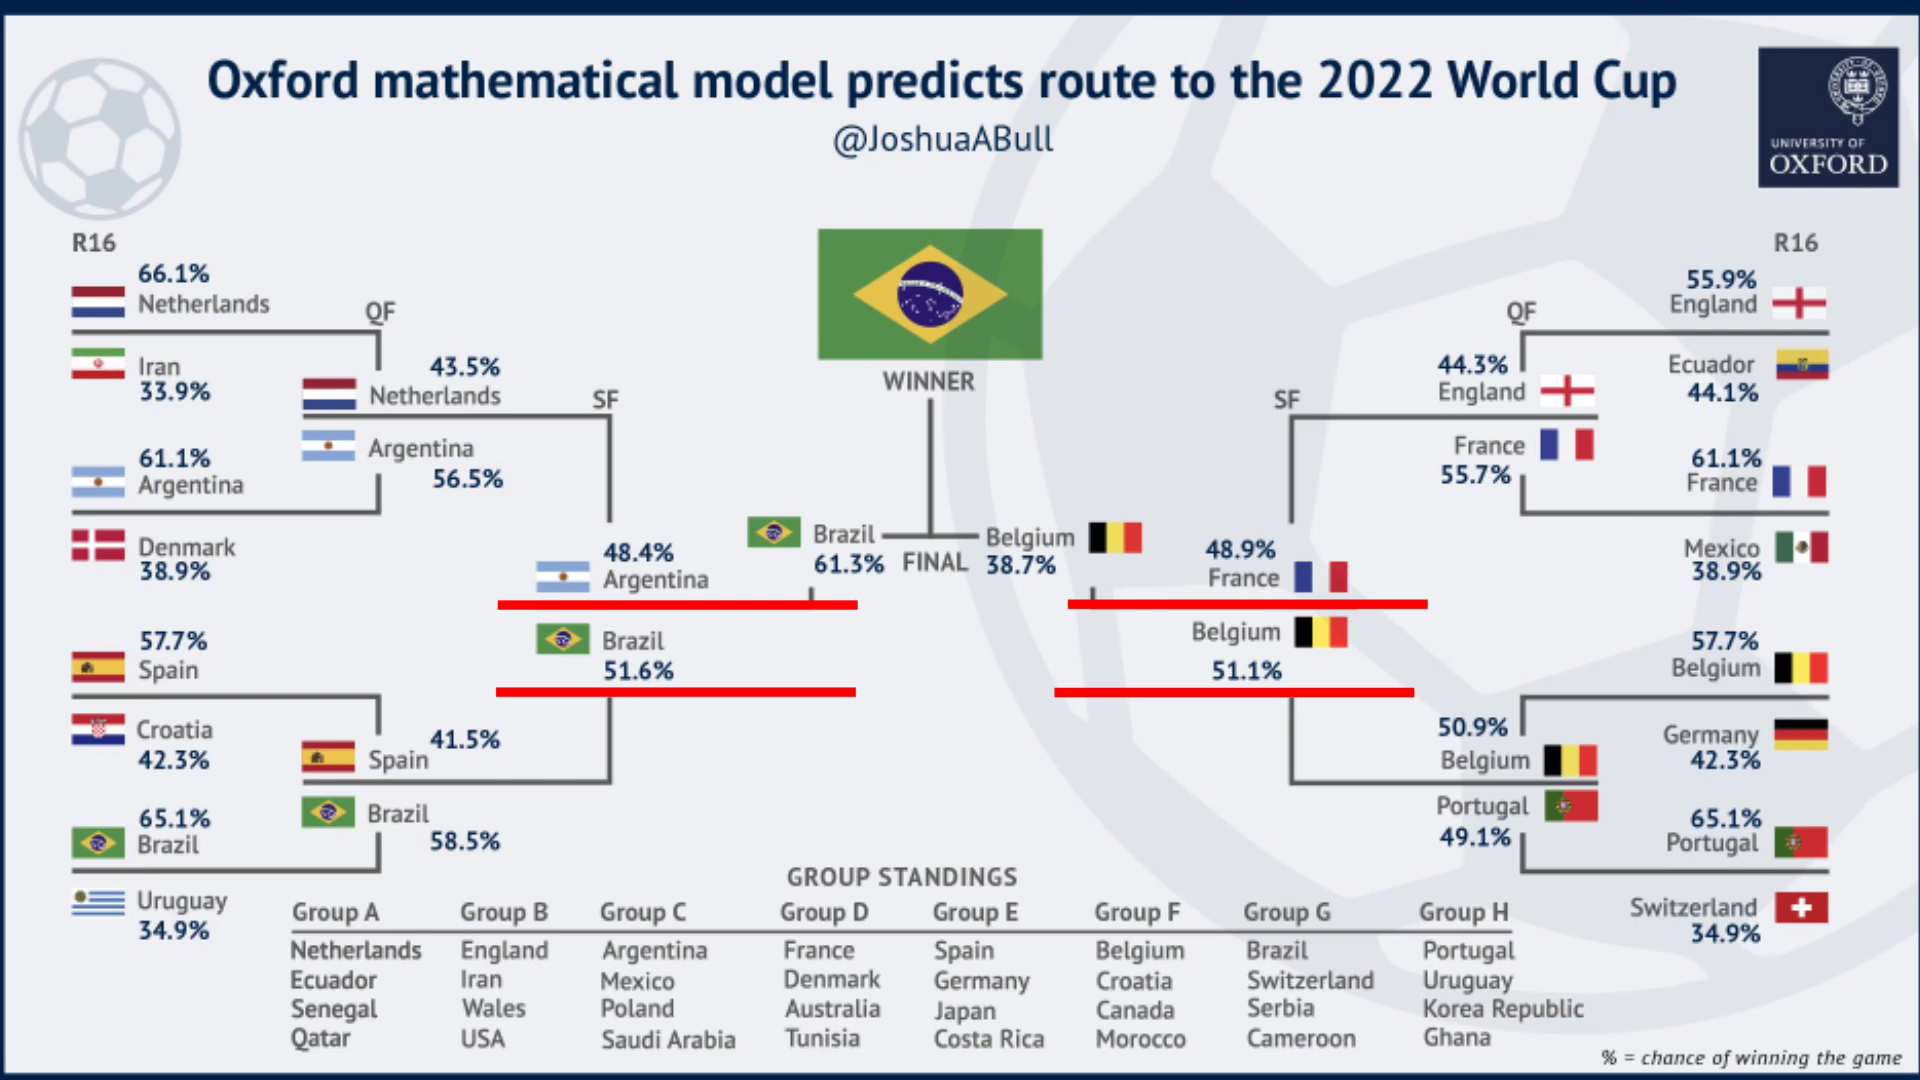 Oxford mathematical model predicts route to the 2022 World Cup
@JoshuaABull
UNIVERSITY OF
OXFORD
R16
66.1%
Netherlands
Iran
33.9%
61.1%
Argentina
Denmark
38.9%
57.7%
Spain
Croatia
42.3%
65.1%
Brazil
Uruguay
34.9%
QF
43.5%
Netherlands
Argentina
56.5%
41.5%
Spain
Brazil
58.5%
SF
48.4%
Argentina
Brazil
51.6%
WINNER
Brazil
61.3%
FINAL
Belgium
38.7%
SF
48.9%
France
Belgium
51.1%
QF
44.3%
England
France
55.7%
50.9%
Belgium
Portugal
49.1%
R16
55.9%
England
Ecuador
44.1%
61.1%
France
Mexico
38.9%
57.7%
Belgium
Germany
42.3%
65.1%
Portugal
Switzerland
34.9%
GROUP STANDINGS
Group A Group B Group C Group D Group E Group F Group G Group H
Netherlands England Argentina France Spain Belgium Brazil Portugal
Ecuador Iran Mexico Denmark Germany Croatia Switzerland Uruguay
Senegal Wales Poland Australia Japan Canada Serbia Korea Republic
Qatar USA Saudi Arabia Tunisia Costa Rica Morocco Cameroon Ghana
% = chance of winning the game